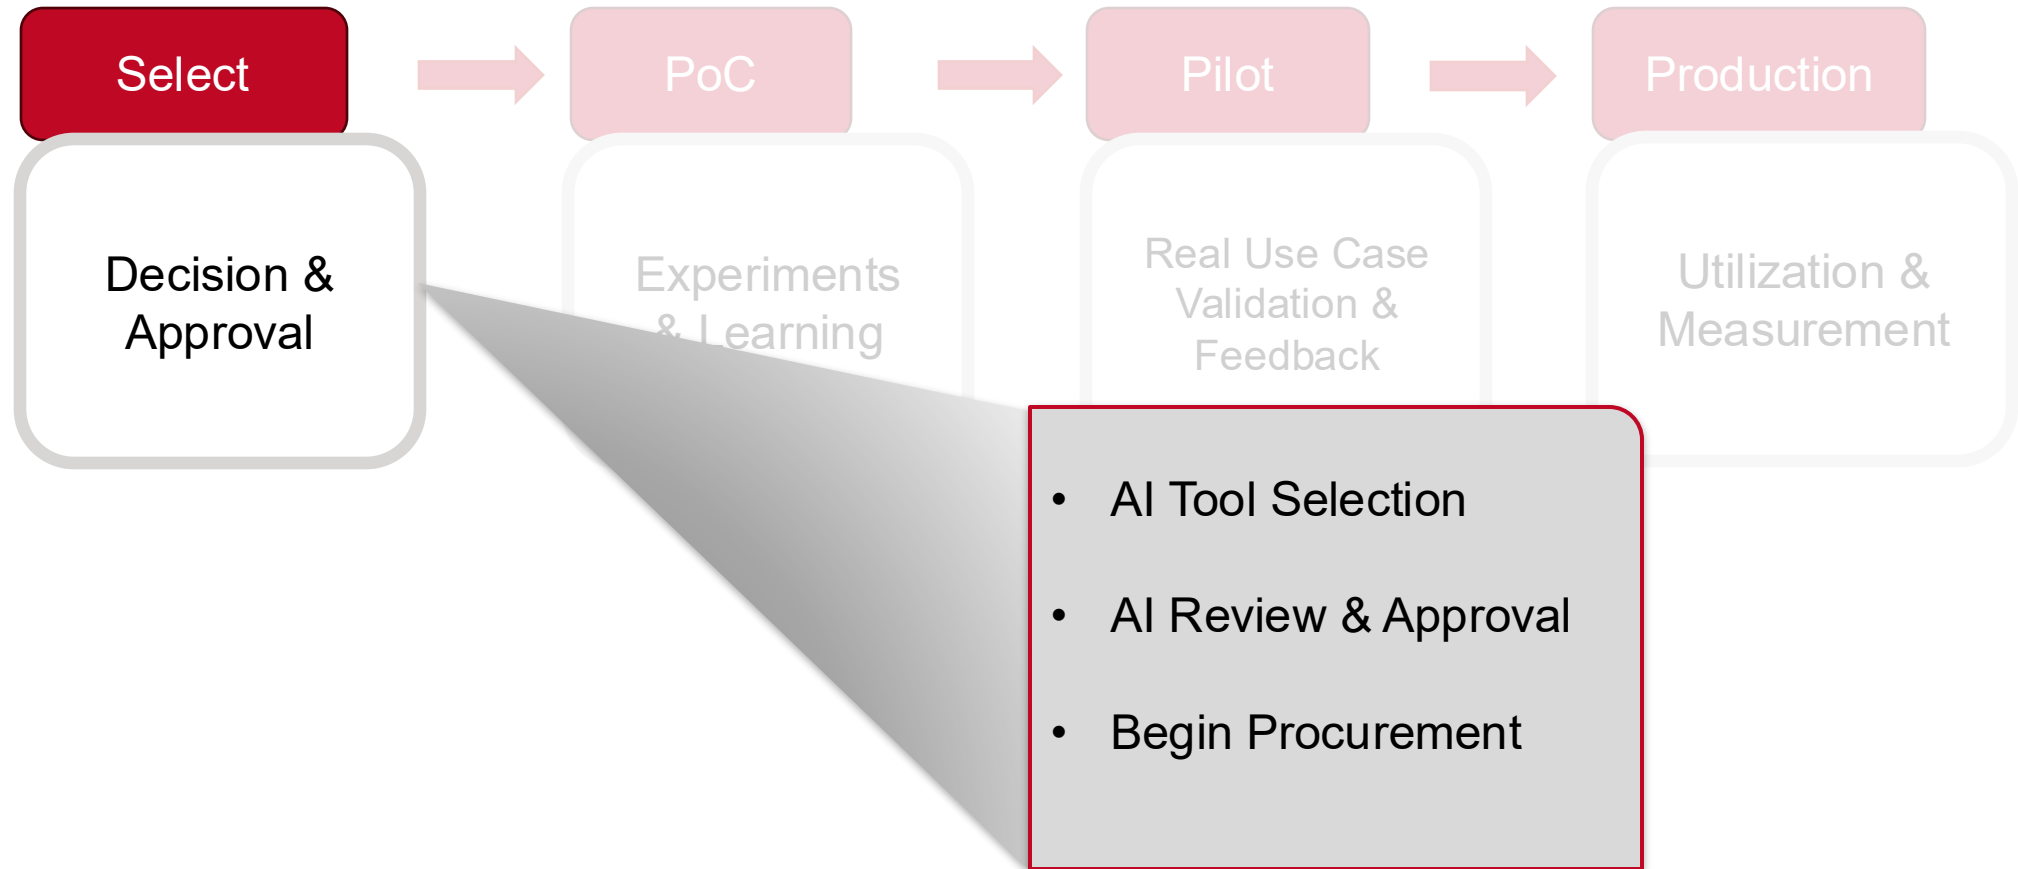 Select
PoC
Pilot
Production
Decision &
Approval
Experiments
& Learning
Real Use Case
Validation &
Feedback
Utilization &
Measurement
• AI Tool Selection
• AI Review & Approval
• Begin Procurement